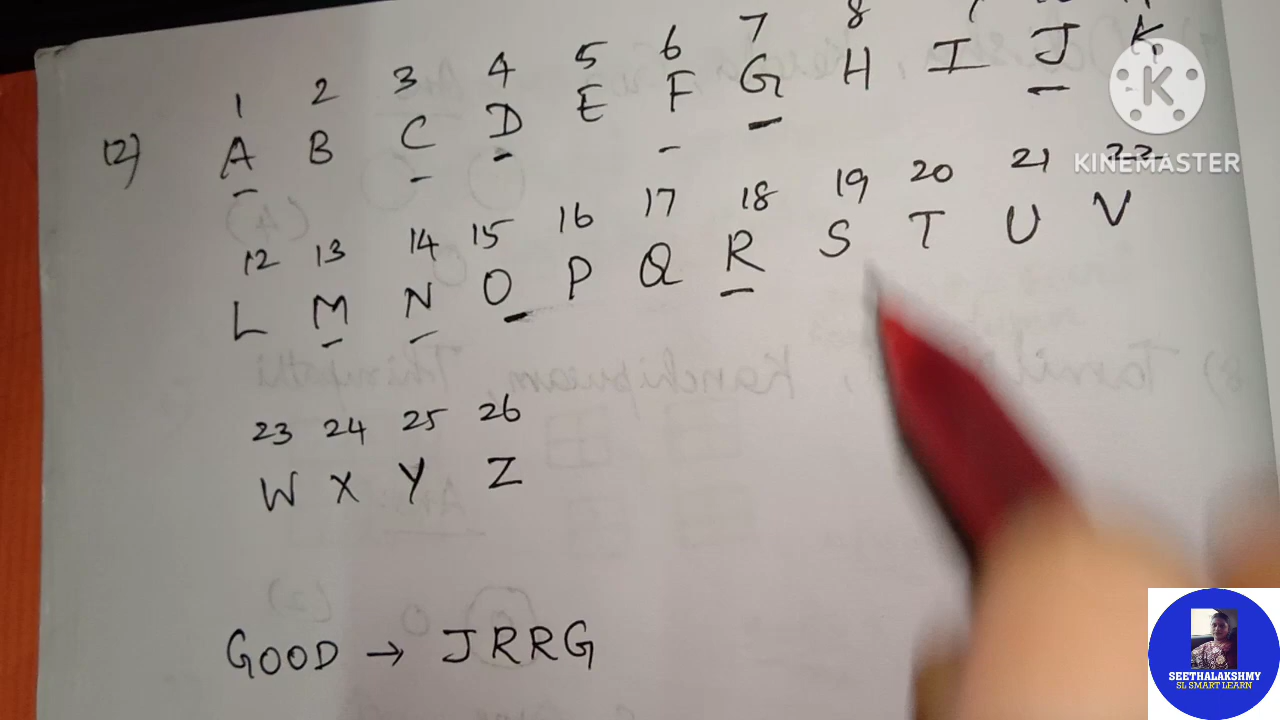 1 2 3 4 5 6 7 8
12) A B C D E F G H I J K
12 13 14 15 16 17 18 19 20 21 22
L M N O P Q R S T U V
23 24 25 26
W X Y Z
GOOD → JRRG
K
KINEMASTER
SEETHALAKSHMY
SL SMART LEARN